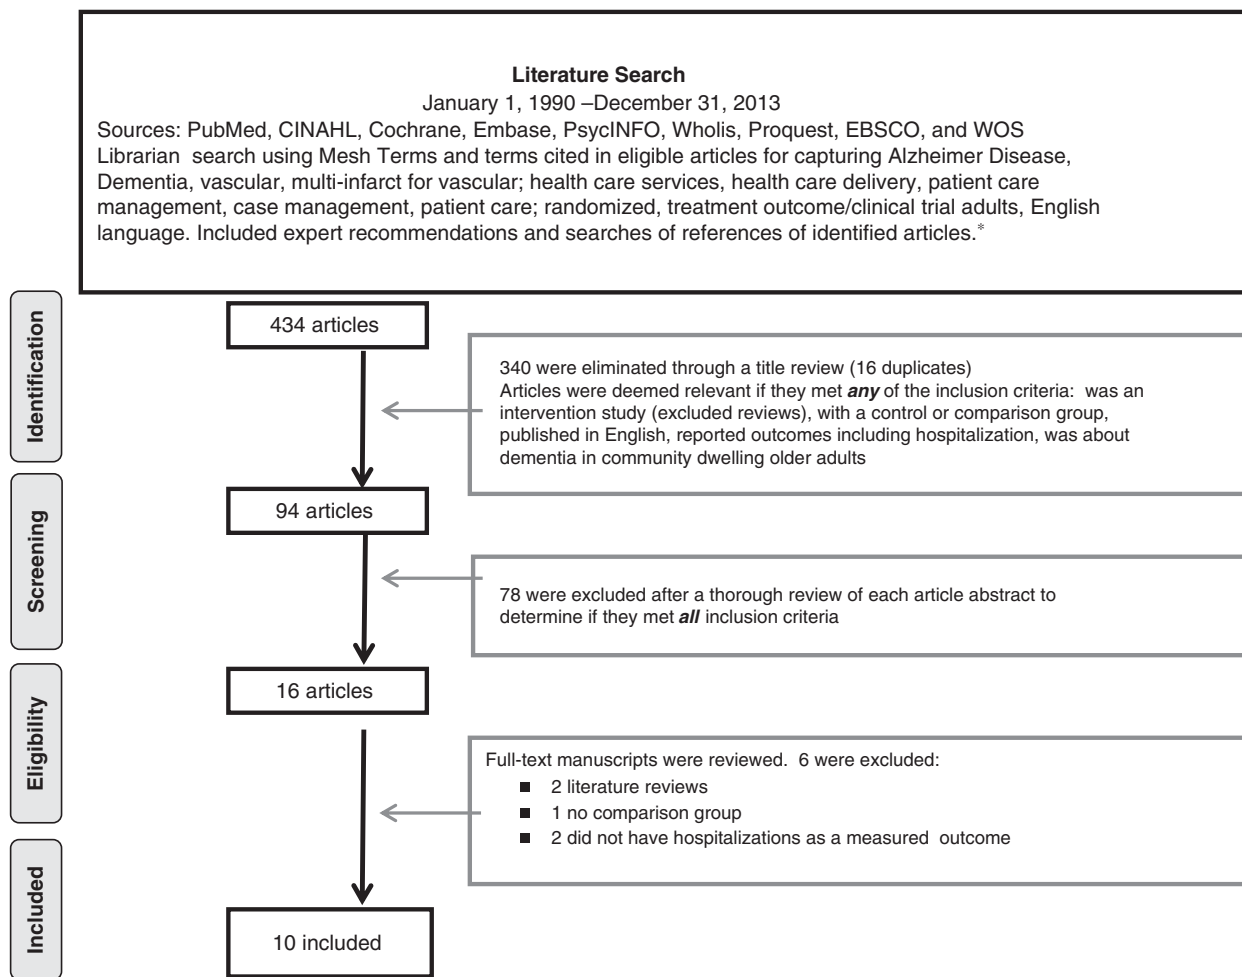 Literature Search
January 1, 1990 –December 31, 2013
Sources: PubMed, CINAHL, Cochrane, Embase, PsycINFO, Wholis, Proquest, EBSCO, and WOS
Librarian search using Mesh Terms and terms cited in eligible articles for capturing Alzheimer Disease,
Dementia, vascular, multi-infarct for vascular; health care services, health care delivery, patient care
management, case management, patient care; randomized, treatment outcome/clinical trial adults, English
language. Included expert recommendations and searches of references of identified articles.*
Identification
434 articles
340 were eliminated through a title review (16 duplicates)
Articles were deemed relevant if they met any of the inclusion criteria: was an
intervention study (excluded reviews), with a control or comparison group,
published in English, reported outcomes including hospitalization, was about
dementia in community dwelling older adults
Screening
94 articles
78 were excluded after a thorough review of each article abstract to
determine if they met all inclusion criteria
Eligibility
16 articles
Full-text manuscripts were reviewed. 6 were excluded:
■ 2 literature reviews
■ 1 no comparison group
■ 2 did not have hospitalizations as a measured outcome
Included
10 included